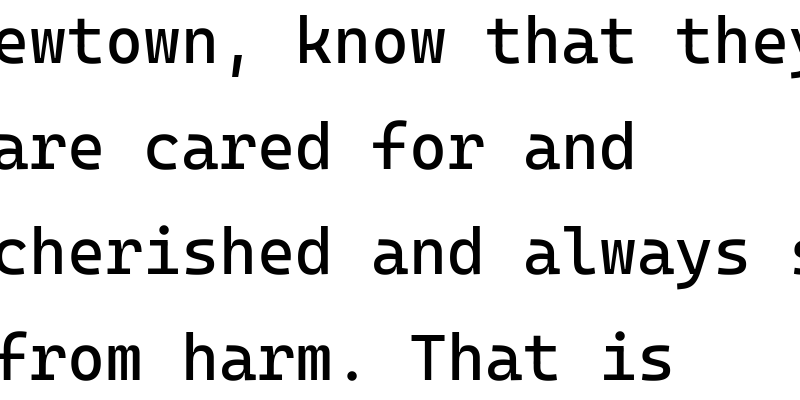 ewtown, know that they
are cared for and
cherished and always s
from harm. That is